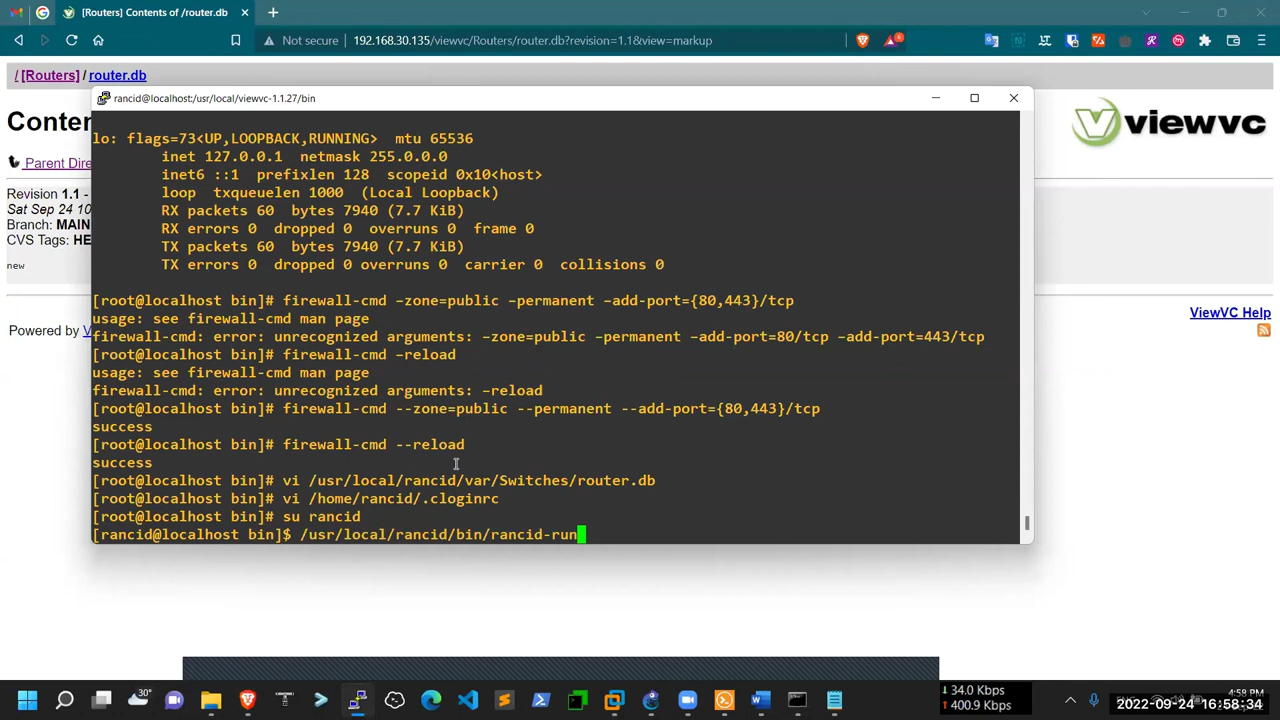 [Routers] Contents of /router.db
Not secure 192.168.30.135/viewvc/Routers/router.db?revision=1.1&view=markup
/ [Routers] / router.db
Conten
Parent Dire
Revision 1.1 -
Sat Sep 24 10
Branch: MAIN
CVS Tags: HE
new
Powered by V
viewvc
ViewVC Help
rancid@localhost:/usr/local/viewvc-1.1.27/bin
lo: flags=73<UP,LOOPBACK,RUNNING>  mtu 65536
inet 127.0.0.1  netmask 255.0.0.0
inet6 ::1  prefixlen 128  scopeid 0x10<host>
loop  txqueuelen 1000  (Local Loopback)
RX packets 60  bytes 7940 (7.7 KiB)
RX errors 0  dropped 0  overruns 0  frame 0
TX packets 60  bytes 7940 (7.7 KiB)
TX errors 0  dropped 0 overruns 0  carrier 0  collisions 0
[root@localhost bin]# firewall-cmd –zone=public –permanent –add-port={80,443}/tcp
usage: see firewall-cmd man page
firewall-cmd: error: unrecognized arguments: –zone=public –permanent –add-port=80/tcp –add-port=443/tcp
[root@localhost bin]# firewall-cmd –reload
usage: see firewall-cmd man page
firewall-cmd: error: unrecognized arguments: –reload
[root@localhost bin]# firewall-cmd --zone=public --permanent --add-port={80,443}/tcp
success
[root@localhost bin]# firewall-cmd --reload
success
[root@localhost bin]# vi /usr/local/rancid/var/Switches/router.db
[root@localhost bin]# vi /home/rancid/.cloginrc
[root@localhost bin]# su rancid
[rancid@localhost bin]$ /usr/local/rancid/bin/rancid-run
30°
34.0 Kbps
400.9 Kbps
4:58 PM
2022-09-24 16:58:34